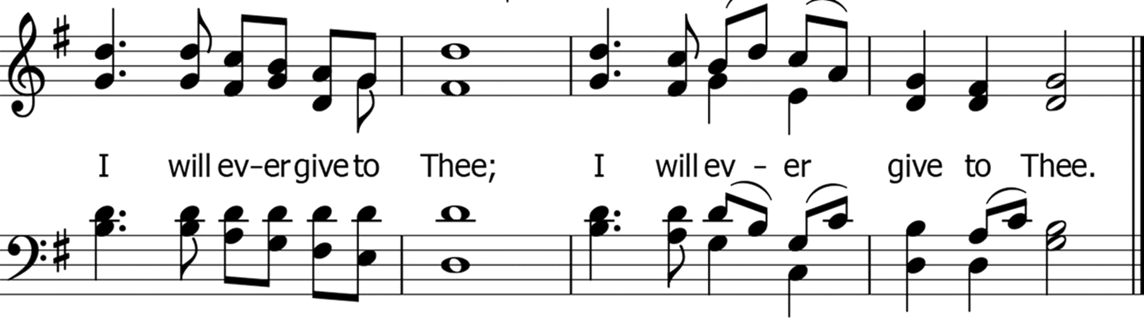 I will ev-er give to Thee; I will ev - er give to Thee.